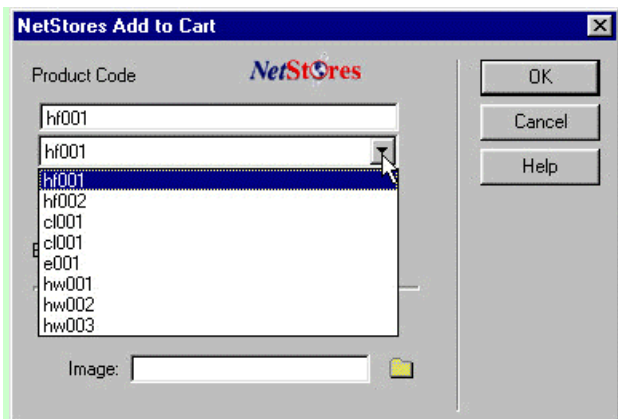 NetStores Add to Cart
Product Code
NetStores
hf001
hf001
hf001
hf002
cl001
cl001
e001
hw001
hw002
hw003
Image:
OK
Cancel
Help